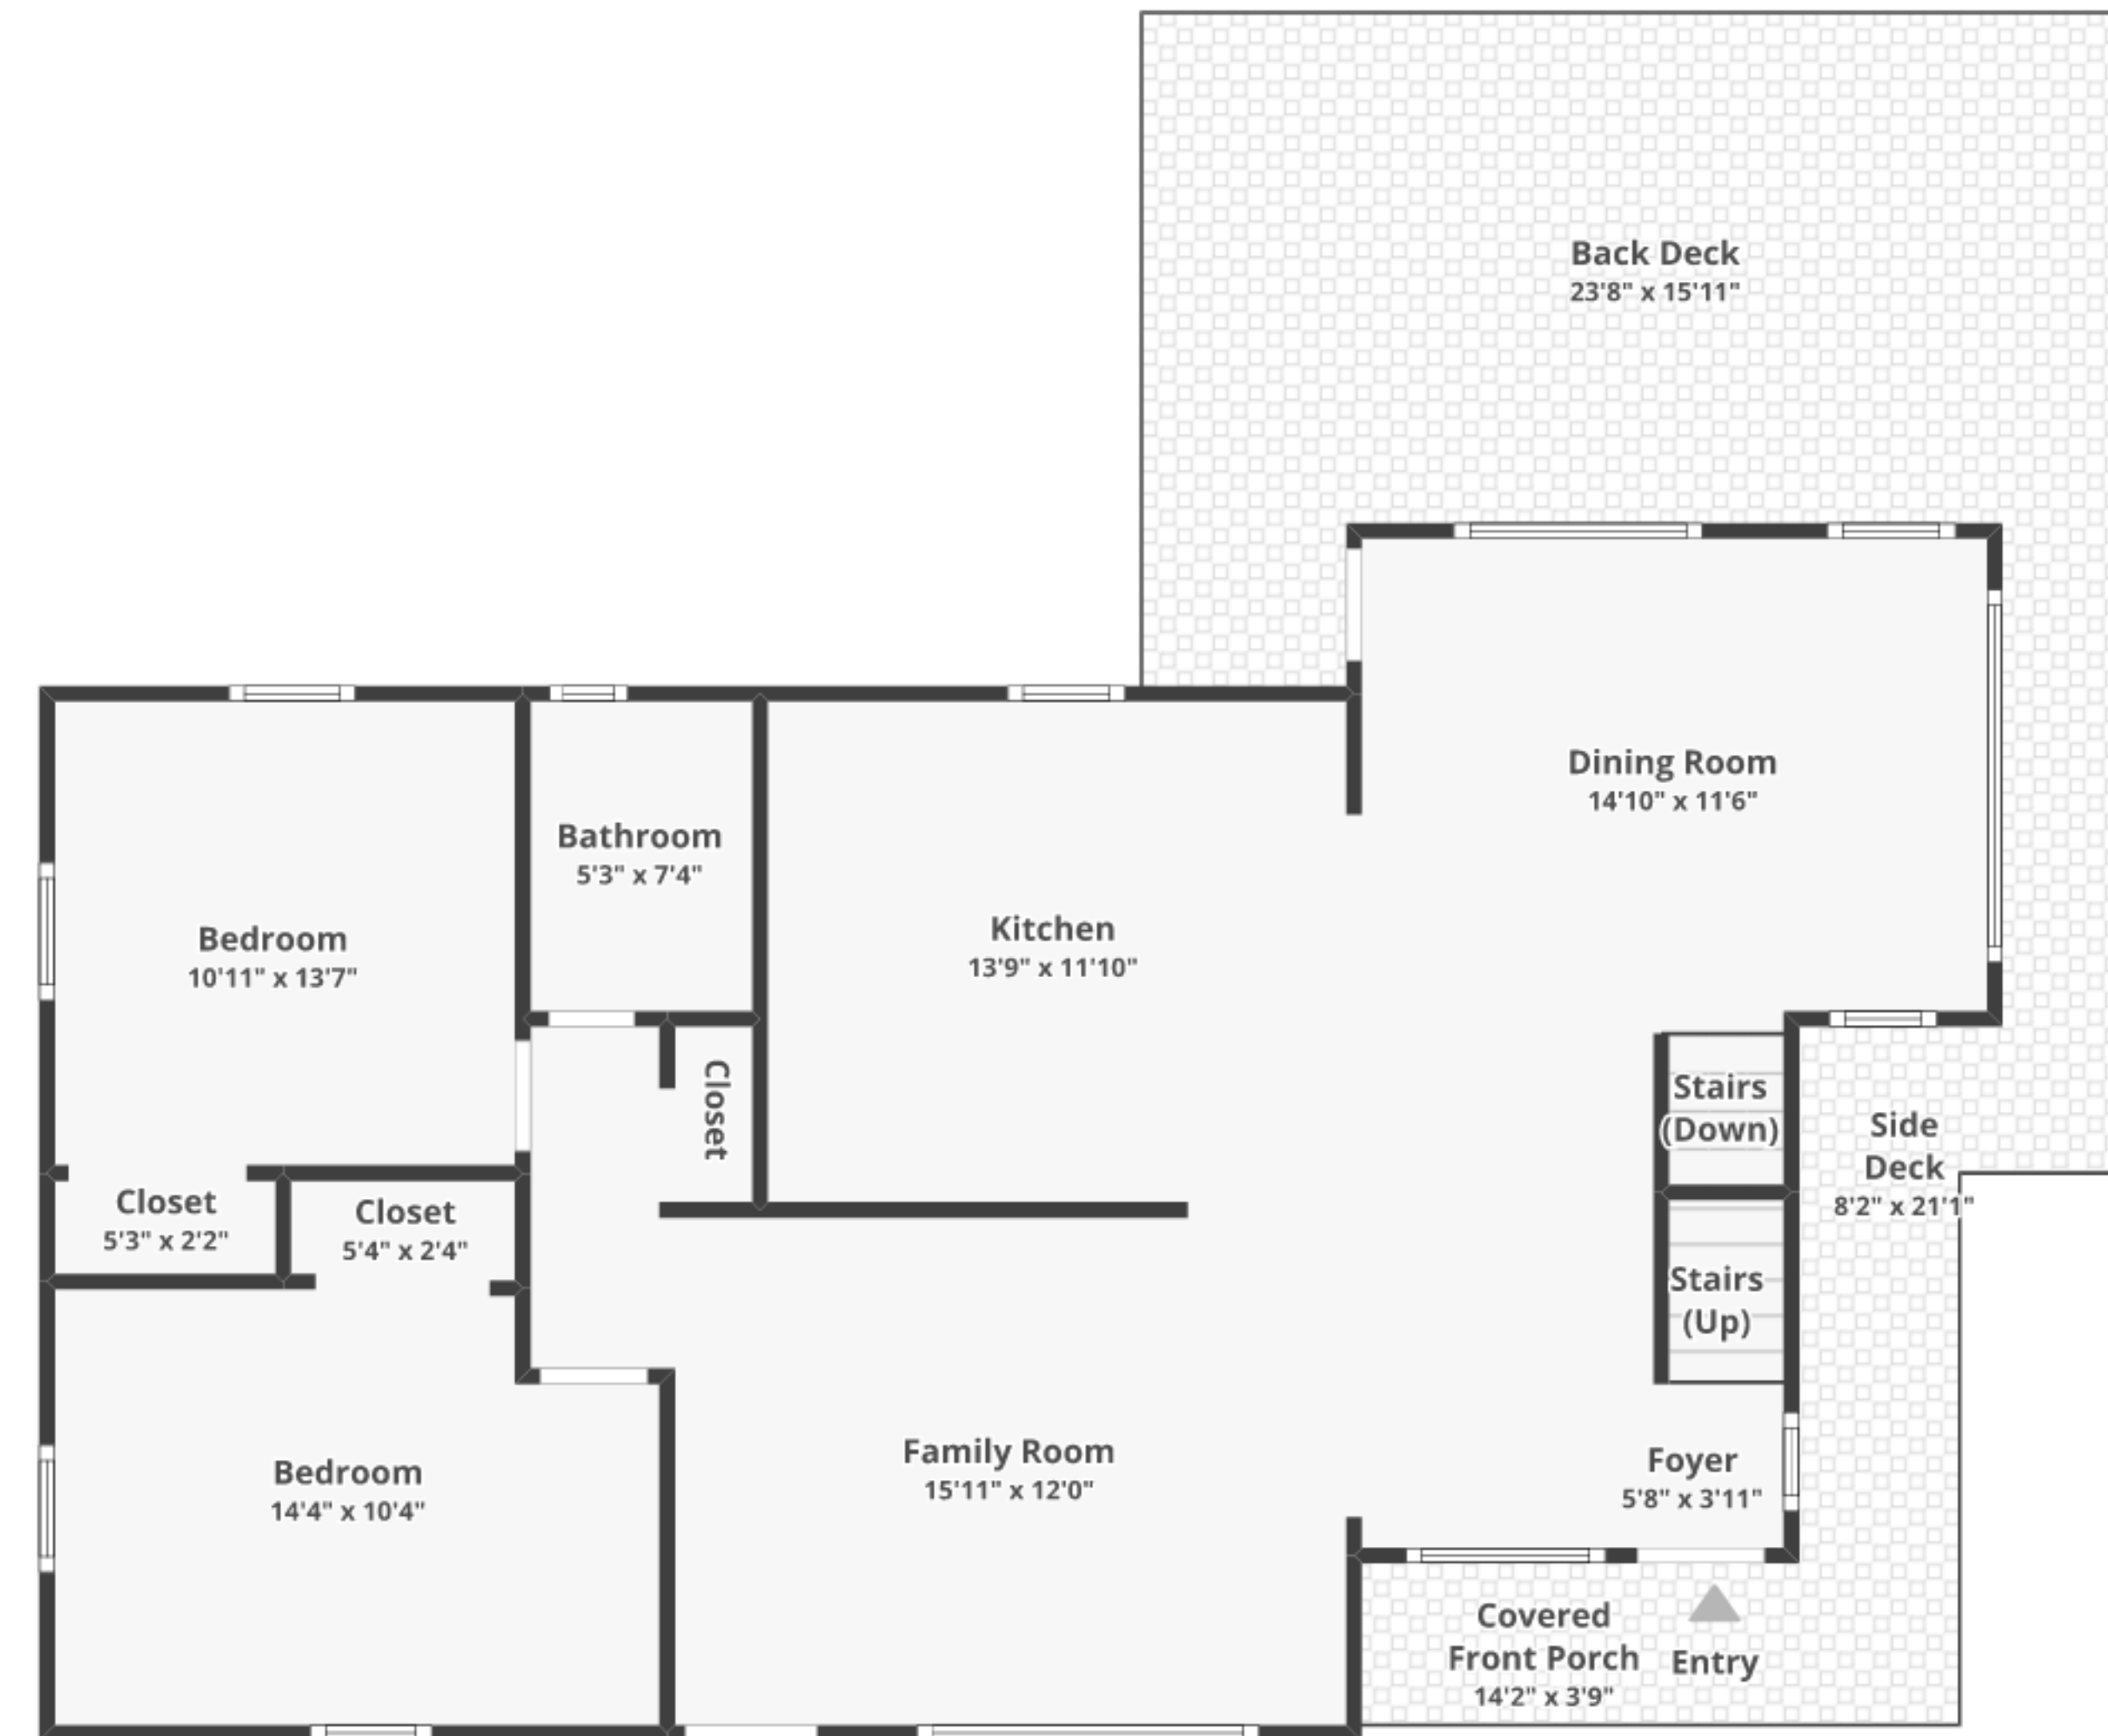 Back Deck
23'8" x 15'11"
Dining Room
14'10" x 11'6"
Bathroom
5'3" x 7'4"
Kitchen
13'9" x 11'10"
Bedroom
10'11" x 13'7"
Closet
Stairs
(Down)
Side
Deck
8'2" x 21'1"
Closet
5'3" x 2'2"
Closet
5'4" x 2'4"
Stairs
(Up)
Family Room
15'11" x 12'0"
Foyer
5'8" x 3'11"
Bedroom
14'4" x 10'4"
Covered
Front Porch
14'2" x 3'9"
Entry